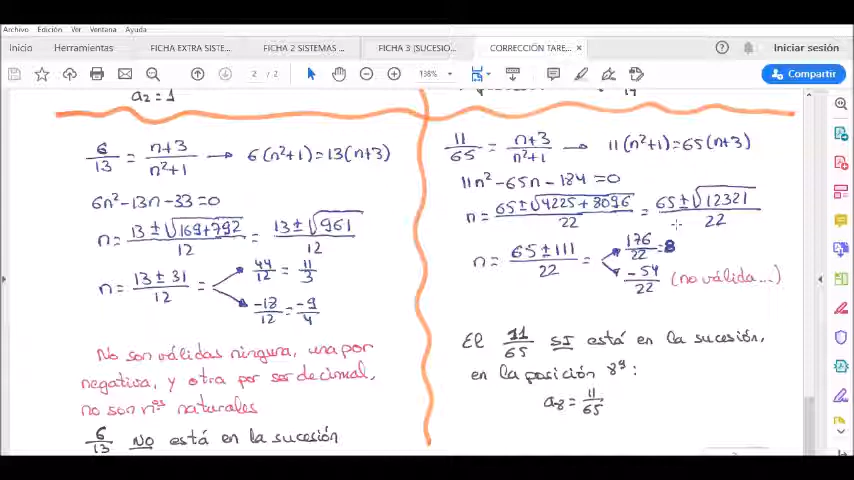 Archivo Edición Ver Ventana Ayuda
Inicio Herramientas FICHA EXTRA SISTE... FICHA 2 SISTEMAS ... FICHA 3 (SUCESIO... CORRECCIÓN TARE... × Iniciar sesión
2 / 2 138% Compartir
a₂ = 1
6/13 = n+3/n²+1 → 6(n²+1)=13(n+3)
6n²-13n-33=0
n= 13±√169+792/12 = 13±√961/12
n= 13±31/12 = 44/12 = 11/3
-18/12 = -9/4
No son válidas ninguna, una por
negativa, y otra por ser decimal,
no son nᵒˢ naturales
6/13 NO está en la sucesión
11/65 = n+3/n²+1 → 11(n²+1)=65(n+3)
11n²-65n-184=0
n= 65±√4225+8096/22 = 65±√12321/22
n= 65±111/22 = 176/22 = 8
-54/22 (no válida...)
El 11/65 SI está en la sucesión,
en la posición 8ª:
a₈ = 11/65